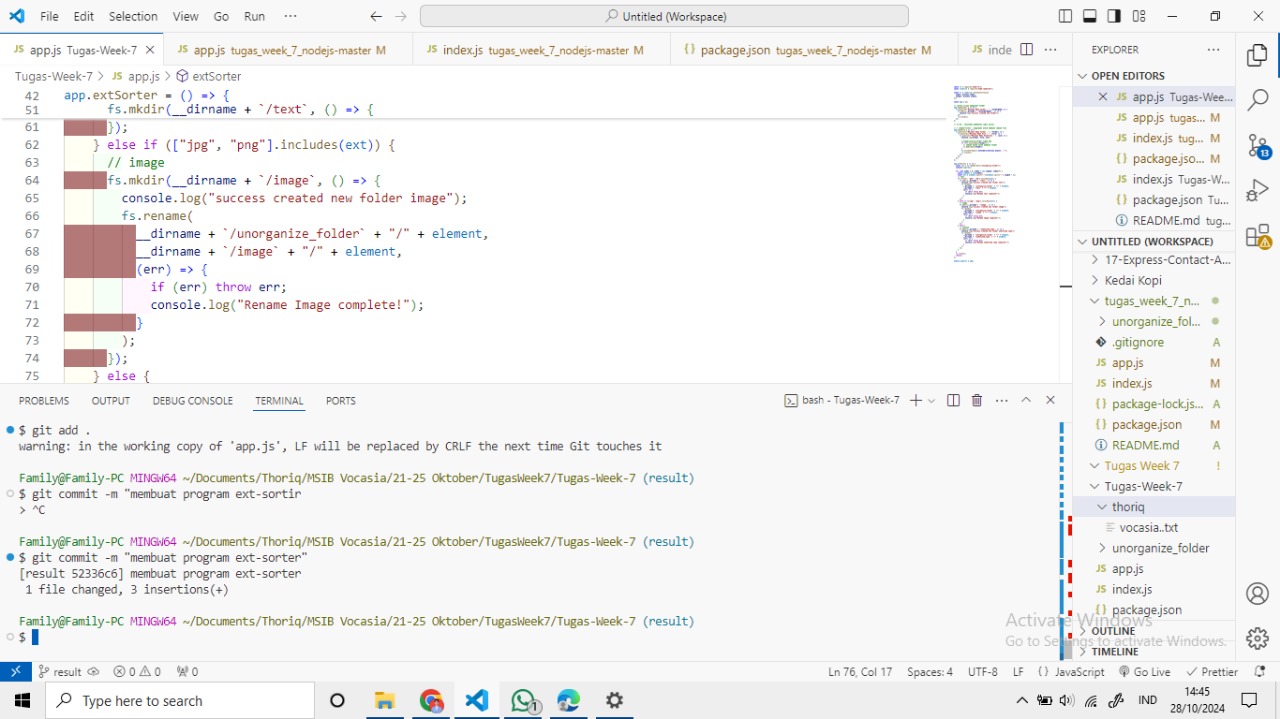 File Edit Selection View Go Run ··· Untitled (Workspace)
app.js Tugas-Week-7 app.js tugas_week_7_nodejs-master M index.js tugas_week_7_nodejs-master M package.json tugas_week_7_nodejs-master M inde
Tugas-Week-7 > app.js > extSorter
42 app.extSorter = () => {
51 fs.mkdir(__dirname + `/text`, () => {
61 });
62 } else if (["jpg", "png"].includes(ext)) {
63 // image
64 fs.mkdir(__dirname + `/image`, () => {
65 console.log("success created new folder image");
66 fs.rename(
67 __dirname + `/unorganize_folder` + "/" + element,
68 __dirname + `/image` + "/" + element,
69 (err) => {
70 if (err) throw err;
71 console.log("Rename Image complete!");
72 }
73 );
74 });
75 } else {
PROBLEMS OUTPUT DEBUG CONSOLE TERMINAL PORTS bash - Tugas-Week-7
$ git add .
warning: in the working copy of 'app.js', LF will be replaced by CRLF the next time Git touches it
Family@Family-PC MINGW64 ~/Documents/Thoriq/MSIB Vocasia/21-25 Oktober/TugasWeek7/Tugas-Week-7 (result)
$ git commit -m "membuat program ext-sortir
> ^C
Family@Family-PC MINGW64 ~/Documents/Thoriq/MSIB Vocasia/21-25 Oktober/TugasWeek7/Tugas-Week-7 (result)
$ git commit -m "membuat program ext-sorter"
[result 52336c6] membuat program ext-sorter
1 file changed, 3 insertions(+)
Family@Family-PC MINGW64 ~/Documents/Thoriq/MSIB Vocasia/21-25 Oktober/TugasWeek7/Tugas-Week-7 (result)
$
EXPLORER
OPEN EDITORS
app.js Tugas-Wee...
app.js tugas... M
index.js tug... M
package.jso... M
index.js Tugas-W...
package.json Tu...
README.md tug...
UNTITLED (WORKSPACE)
17-Express-Contact-A...
Kedai Kopi
tugas_week_7_n...
unorganize_fol...
.gitignore A
app.js M
index.js M
package-lock.js... A
package.json M
README.md A
Tugas Week 7 !
Tugas-Week-7
thoriq
vocasia..txt
unorganize_folder
app.js
index.js
package.json
OUTLINE
TIMELINE
13
Activate Windows
Go to Settings to activate Windows.
result 0 0 0 Ln 76, Col 17 Spaces: 4 UTF-8 LF {} JavaScript Go Live Prettier
Type here to search 1 IND 14:45
28/10/2024